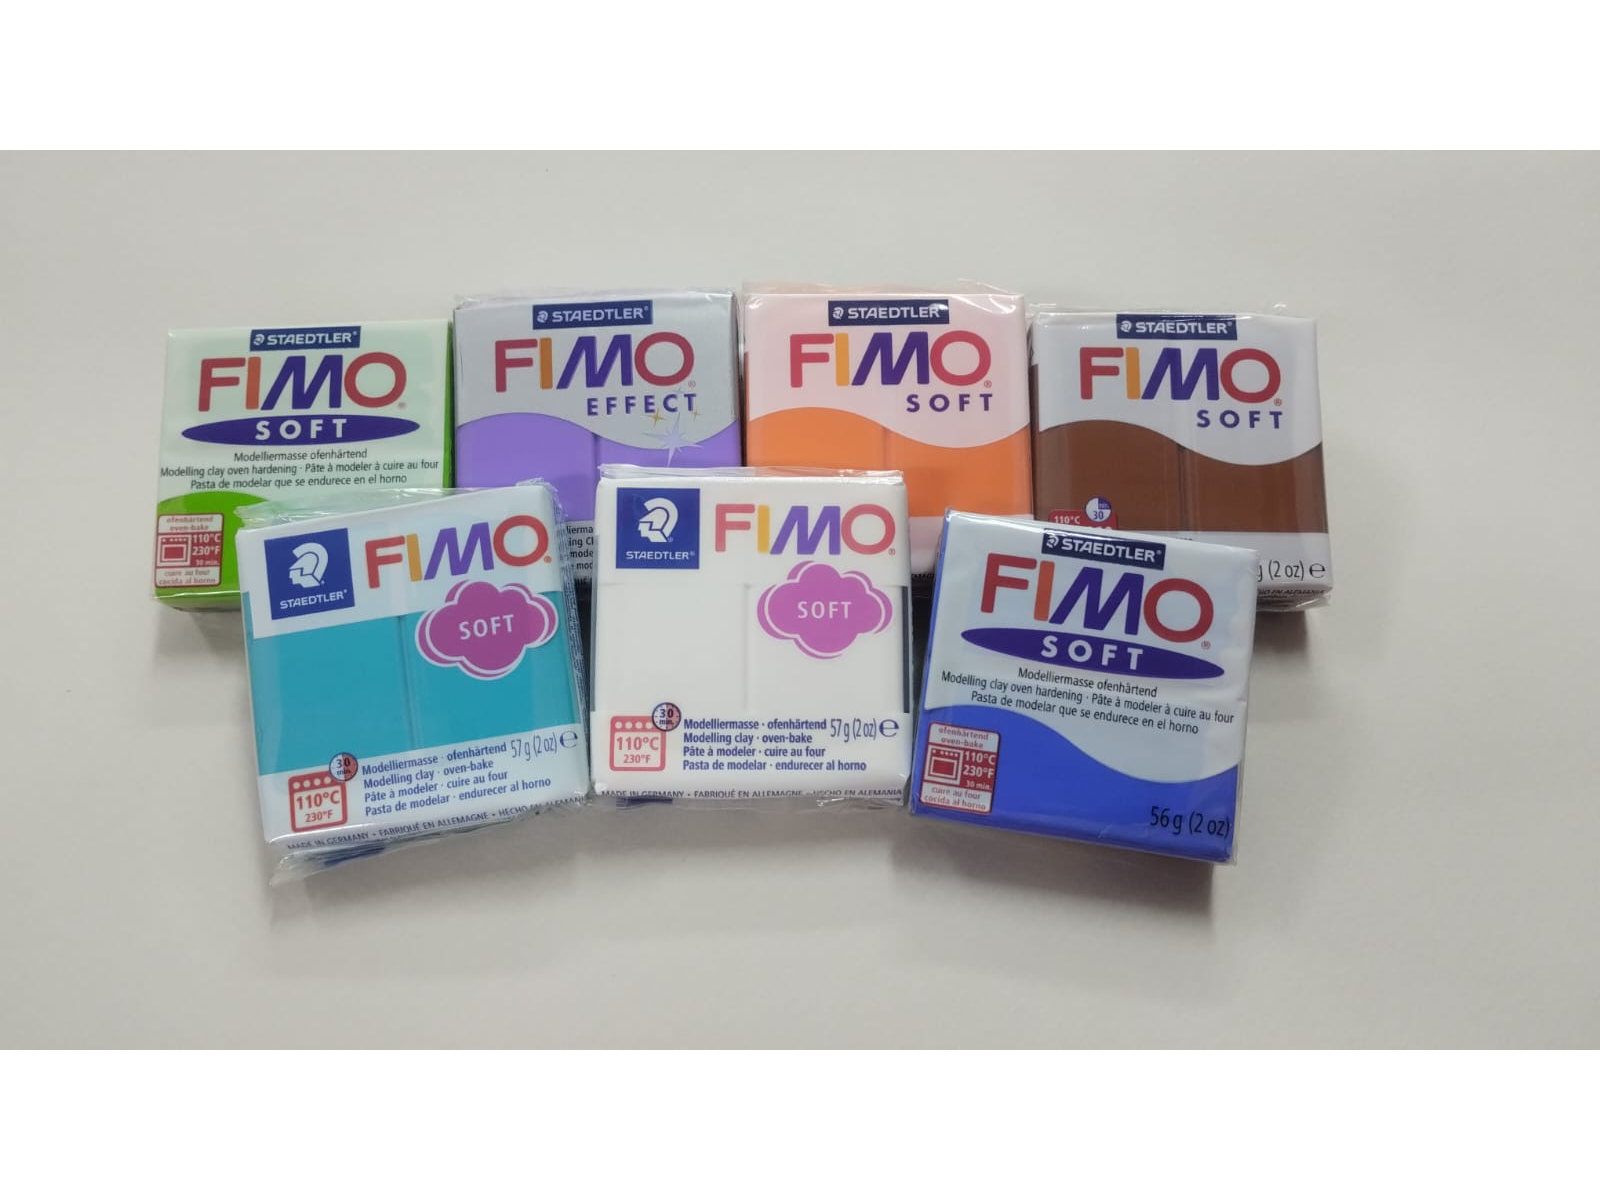 STAEDTLER®
FIMO®
SOFT
Modelliermasse ofenhärtend
Modelling clay oven hardening · Pâte à modeler à cuire au four
Pasta de modelar que se endurece en el horno
ofenhärtend
oven-bake
110°C
230°F
30 min.
cuire au four
cocida al horno
STAEDTLER®
FIMO®
EFFECT
STAEDTLER®
FIMO®
SOFT
STAEDTLER®
FIMO®
SOFT
110°C
30
(2 oz) e
STAEDTLER®
FIMO®
SOFT
30
min.
110°C
230°F
Modelliermasse · ofenhärtend 57 g (2 oz) e
Modelling clay · oven-bake
Pâte à modeler · cuire au four
Pasta de modelar · endurecer al horno
MADE IN GERMANY · FABRIQUÉ EN ALLEMAGNE · HECHO EN ALEMANIA
STAEDTLER®
FIMO®
SOFT
30
min.
110°C
230°F
Modelliermasse · ofenhärtend 57 g (2 oz) e
Modelling clay · oven-bake
Pâte à modeler · cuire au four
Pasta de modelar · endurecer al horno
MADE IN GERMANY · FABRIQUÉ EN ALLEMAGNE · HECHO EN ALEMANIA
STAEDTLER®
FIMO®
SOFT
Modelliermasse ofenhärtend
Modelling clay oven hardening · Pâte à modeler à cuire au four
Pasta de modelar que se endurece en el horno
ofenhärtend
oven-bake
110°C
230°F
30 min.
cuire au four
cocida al horno
56 g (2 oz)